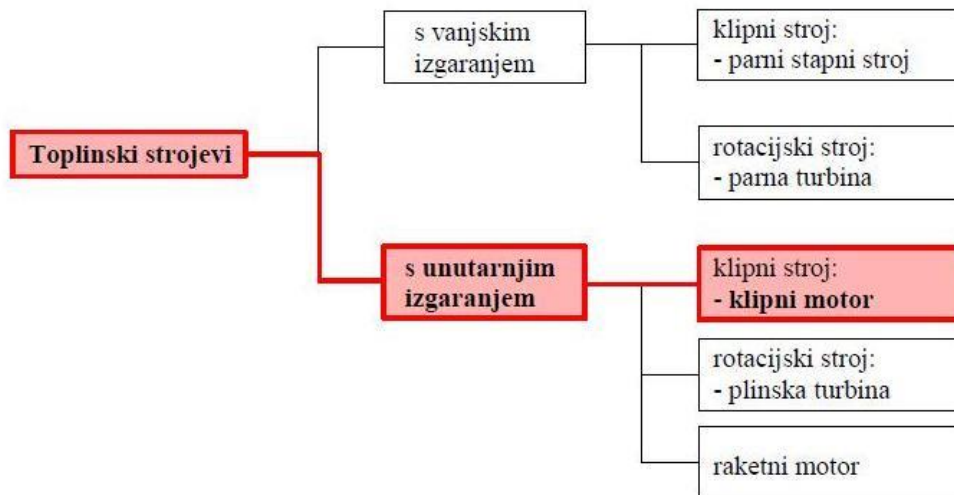 s vanjskim
izgaranjem
klipni stroj:
- parni stapni stroj
Toplinski strojevi
rotacijski stroj:
- parna turbina
s unutarnjim
izgaranjem
klipni stroj:
- klipni motor
rotacijski stroj:
- plinska turbina
raketni motor